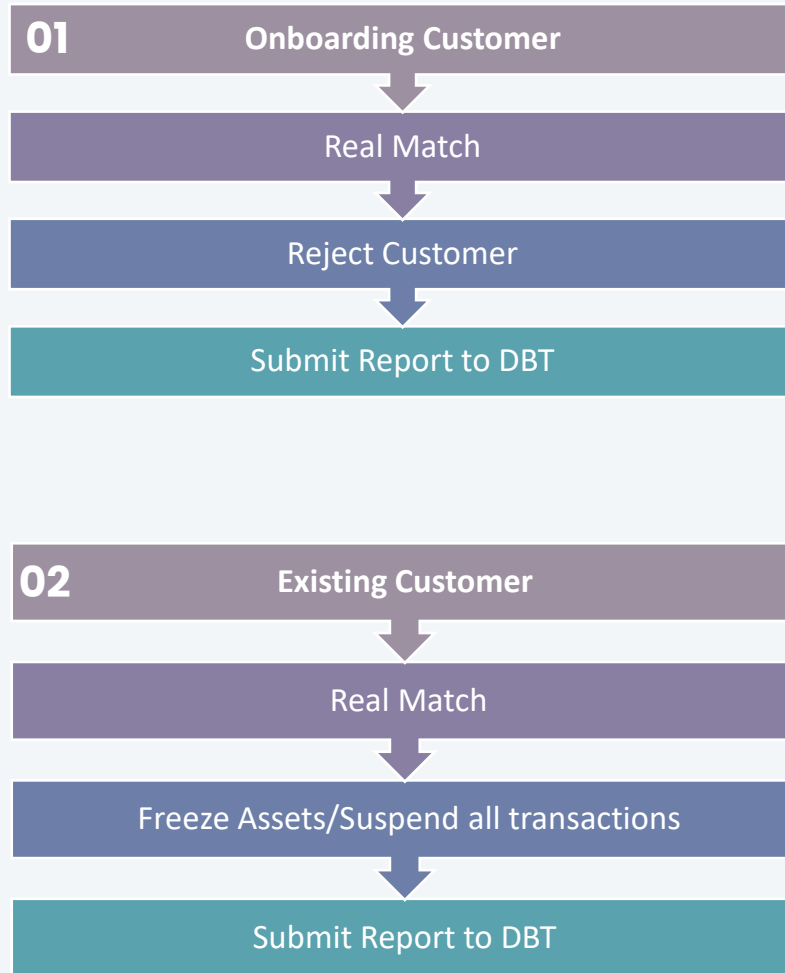 01 Onboarding Customer
Real Match
Reject Customer
Submit Report to DBT
02 Existing Customer
Real Match
Freeze Assets/Suspend all transactions
Submit Report to DBT